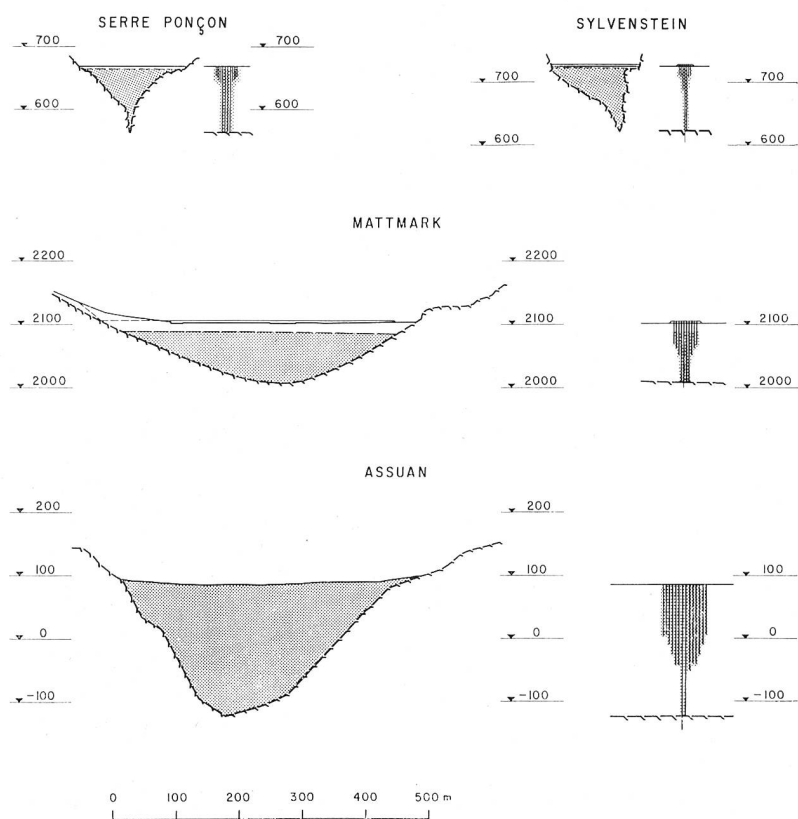 SERRE PONÇON
700 700
600 600
SYLVENSTEIN
700 700
600 600
MATTMARK
2200 2200
2100 2100 2100
2000 2000 2000
ASSUAN
200 200
100 100 100
0 0 0
-100 -100 -100
0 100 200 300 400 500 m